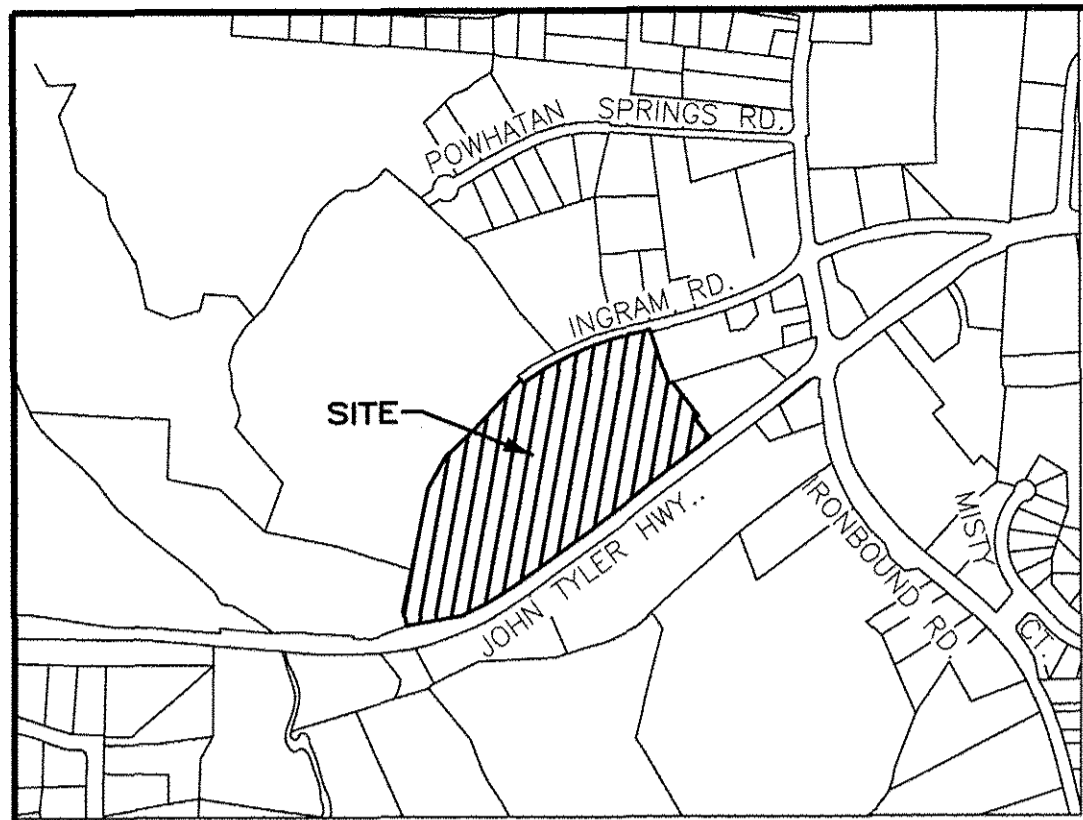 POWHATAN SPRINGS RD.
INGRAM RD.
SITE
JOHN TYLER HWY..
IRONBOUND RD.
MISTY CT.